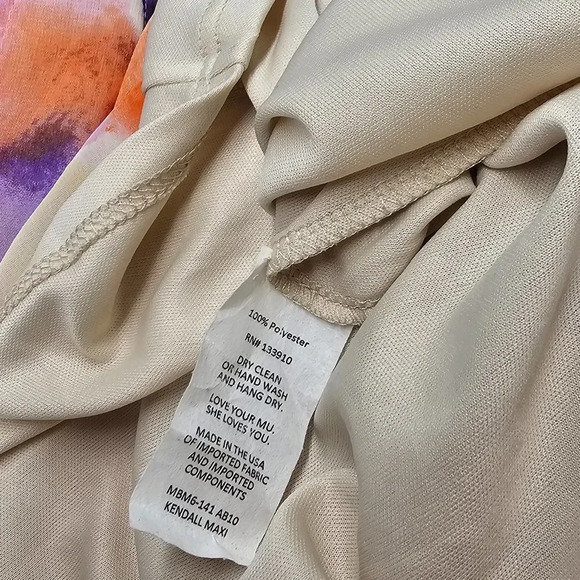 100% Polyester
RN# 133910
DRY CLEAN
OR HAND WASH
AND HANG DRY.
LOVE YOUR MU,
SHE LOVES YOU.
MADE IN THE USA
OF IMPORTED FABRIC
AND IMPORTED
COMPONENTS
MBM6-141 AB10
KENDALL MAXI